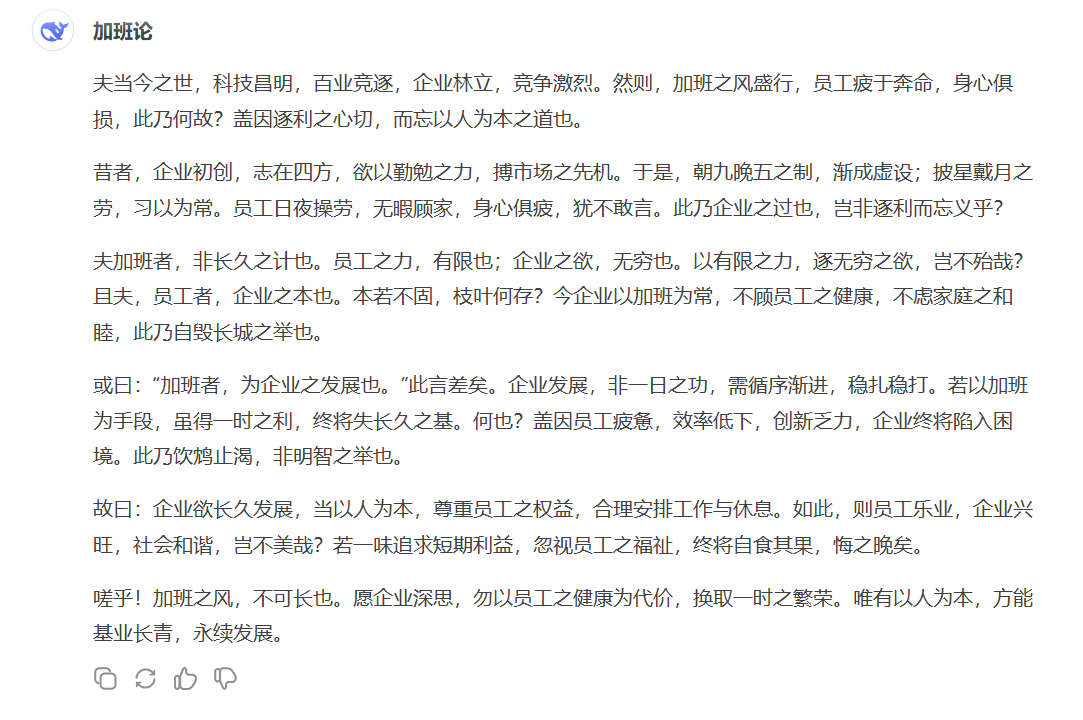 加班论
夫当今之世，科技昌明，百业竞逐，企业林立，竞争激烈。然则，加班之风盛行，员工疲于奔命，身心俱
损，此乃何故？盖因逐利之心切，而忘以人为本之道也。
昔者，企业初创，志在四方，欲以勤勉之力，搏市场之先机。于是，朝九晚五之制，渐成虚设；披星戴月之
劳，习以为常。员工日夜操劳，无暇顾家，身心俱疲，犹不敢言。此乃企业之过也，岂非逐利而忘义乎？
夫加班者，非长久之计也。员工之力，有限也；企业之欲，无穷也。以有限之力，逐无穷之欲，岂不殆哉？
且夫，员工者，企业之本也。本若不固，枝叶何存？今企业以加班为常，不顾员工之健康，不虑家庭之和
睦，此乃自毁长城之举也。
或曰：“加班者，为企业之发展也。”此言差矣。企业发展，非一日之功，需循序渐进，稳扎稳打。若以加班
为手段，虽得一时之利，终将失长久之基。何也？盖因员工疲惫，效率低下，创新乏力，企业终将陷入困
境。此乃饮鸩止渴，非明智之举也。
故曰：企业欲长久发展，当以人为本，尊重员工之权益，合理安排工作与休息。如此，则员工乐业，企业兴
旺，社会和谐，岂不美哉？若一味追求短期利益，忽视员工之福祉，终将自食其果，悔之晚矣。
嗟乎！加班之风，不可长也。愿企业深思，勿以员工之健康为代价，换取一时之繁荣。唯有以人为本，方能
基业长青，永续发展。